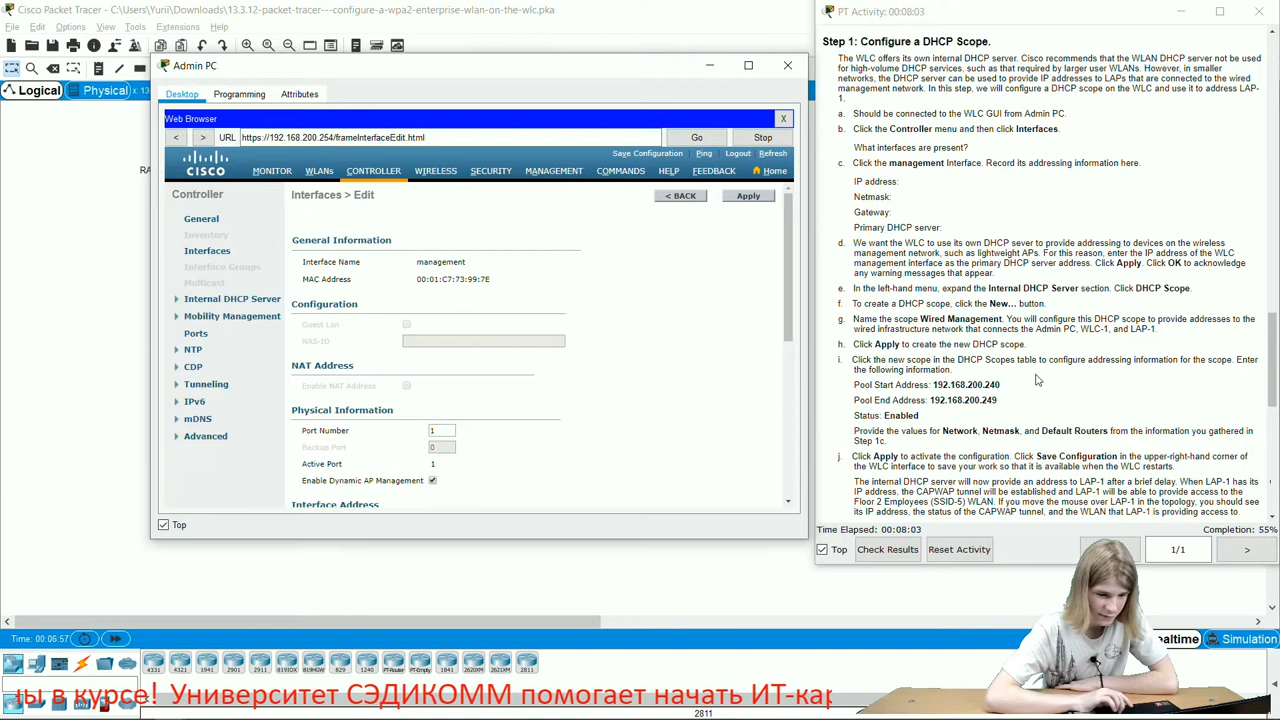 Cisco Packet Tracer - C:\Users\Yurii\Downloads\13.3.12-packet-tracer---configure-a-wpa2-enterprise-wlan-on-the-wlc.pka
File Edit Options View Tools Extensions Help
Logical Physical
Admin PC
Desktop Programming Attributes
Web Browser X
< > URL https://192.168.200.254/frameInterfaceEdit.html Go Stop
Save Configuration Ping Logout Refresh
CISCO MONITOR WLANs CONTROLLER WIRELESS SECURITY MANAGEMENT COMMANDS HELP FEEDBACK Home
Controller
General
Inventory
Interfaces
Interface Groups
Multicast
Internal DHCP Server
Mobility Management
Ports
NTP
CDP
Tunneling
IPv6
mDNS
Advanced
Interfaces > Edit < BACK Apply
General Information
Interface Name management
MAC Address 00:01:C7:73:99:7E
Configuration
Guest Lan
NAS-ID
NAT Address
Enable NAT Address
Physical Information
Port Number 1
Backup Port 0
Active Port 1
Enable Dynamic AP Management
Interface Address
Top
PT Activity: 00:08:03
Step 1: Configure a DHCP Scope.
The WLC offers its own internal DHCP server. Cisco recommends that the WLAN DHCP server not be used
for high-volume DHCP services, such as that required by larger user WLANs. However, in smaller
networks, the DHCP server can be used to provide IP addresses to LAPs that are connected to the wired
management network. In this step, we will configure a DHCP scope on the WLC and use it to address LAP-
1.
a. Should be connected to the WLC GUI from Admin PC.
b. Click the Controller menu and then click Interfaces.
What interfaces are present?
c. Click the management Interface. Record its addressing information here.
IP address:
Netmask:
Gateway:
Primary DHCP server:
d. We want the WLC to use its own DHCP sever to provide addressing to devices on the wireless
management network, such as lightweight APs. For this reason, enter the IP address of the WLC
management interface as the primary DHCP server address. Click Apply. Click OK to acknowledge
any warning messages that appear.
e. In the left-hand menu, expand the Internal DHCP Server section. Click DHCP Scope.
f. To create a DHCP scope, click the New... button.
g. Name the scope Wired Management. You will configure this DHCP scope to provide addresses to the
wired infrastructure network that connects the Admin PC, WLC-1, and LAP-1.
h. Click Apply to create the new DHCP scope.
i. Click the new scope in the DHCP Scopes table to configure addressing information for the scope. Enter
the following information.
Pool Start Address: 192.168.200.240
Pool End Address: 192.168.200.249
Status: Enabled
Provide the values for Network, Netmask, and Default Routers from the information you gathered in
Step 1c.
j. Click Apply to activate the configuration. Click Save Configuration in the upper-right-hand corner of
the WLC interface to save your work so that it is available when the WLC restarts.
The internal DHCP server will now provide an address to LAP-1 after a brief delay. When LAP-1 has its
IP address, the CAPWAP tunnel will be established and LAP-1 will be able to provide access to the
Floor 2 Employees (SSID-5) WLAN. If you move the mouse over LAP-1 in the topology, you should see
its IP address, the status of the CAPWAP tunnel, and the WLAN that LAP-1 is providing access to.
Time Elapsed: 00:08:03 Completion: 55%
Top Check Results Reset Activity 1/1 >
Time: 00:06:57 ealtime Simulation
4331 4321 1941 2901 2911 819IOX 819HGW 829 1240 PT-Router PT-Empty 1841 2620XM 2621XM 2811
ы в курсе! Университет СЭДИКОММ помогает начать ИТ-кар
2811